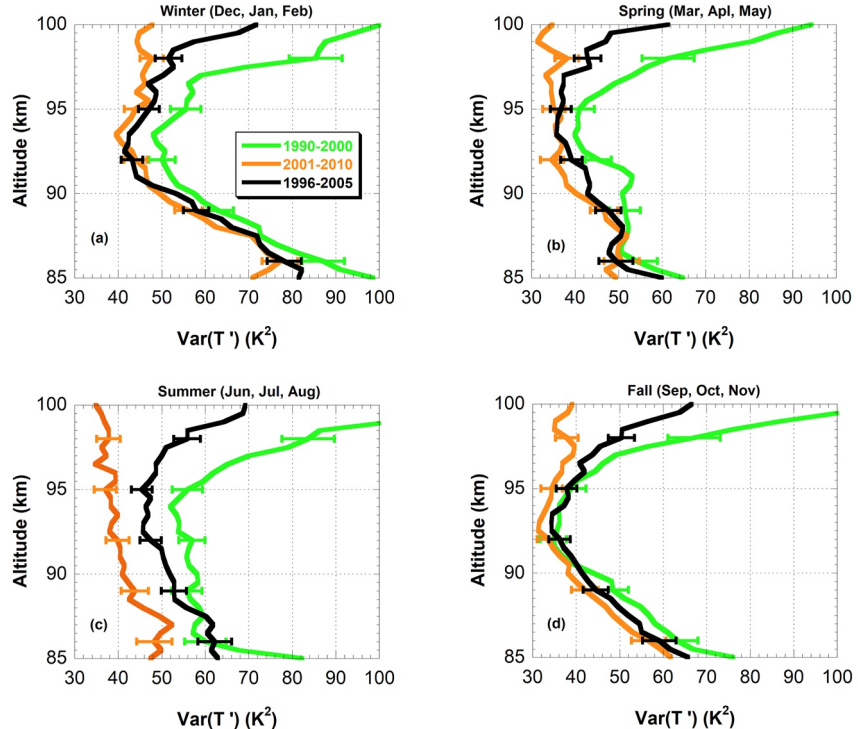 Winter (Dec, Jan, Feb)
100
95
90
85
Altitude (km)
1990-2000
2001-2010
1996-2005
(a)
30 40 50 60 70 80 90 100
Var(T ') (K²)
Spring (Mar, Apl, May)
100
95
90
85
Altitude (km)
(b)
30 40 50 60 70 80 90 100
Var(T ') (K²)
Summer (Jun, Jul, Aug)
100
95
90
85
Altitude (km)
(c)
30 40 50 60 70 80 90 100
Var(T ') (K²)
Fall (Sep, Oct, Nov)
100
95
90
85
Altitude (km)
(d)
30 40 50 60 70 80 90 100
Var(T ') (K²)